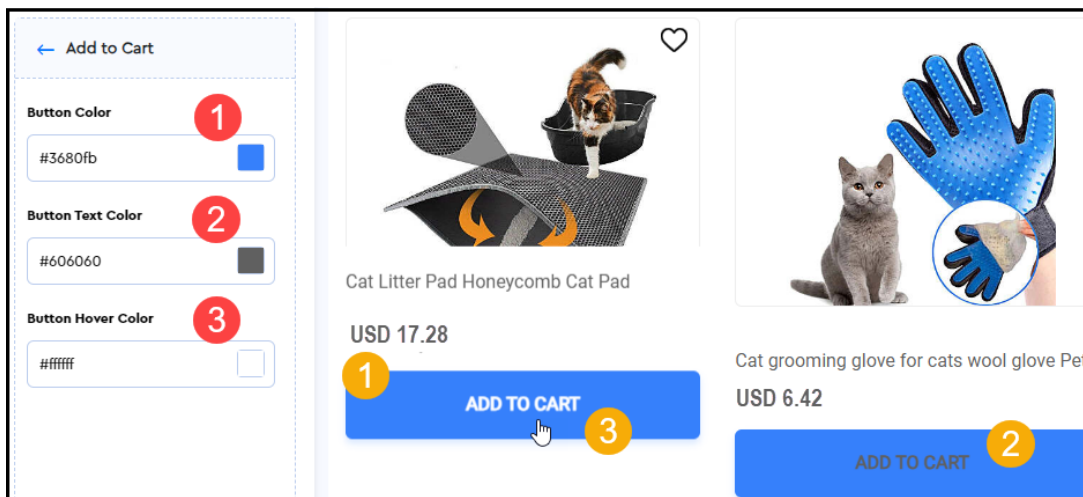 ← Add to Cart
Button Color
1
#3680fb
Button Text Color
2
#606060
Button Hover Color
3
#ffffff
Cat Litter Pad Honeycomb Cat Pad
USD 17.28
1
ADD TO CART
3
Cat grooming glove for cats wool glove Pet
USD 6.42
2
ADD TO CART